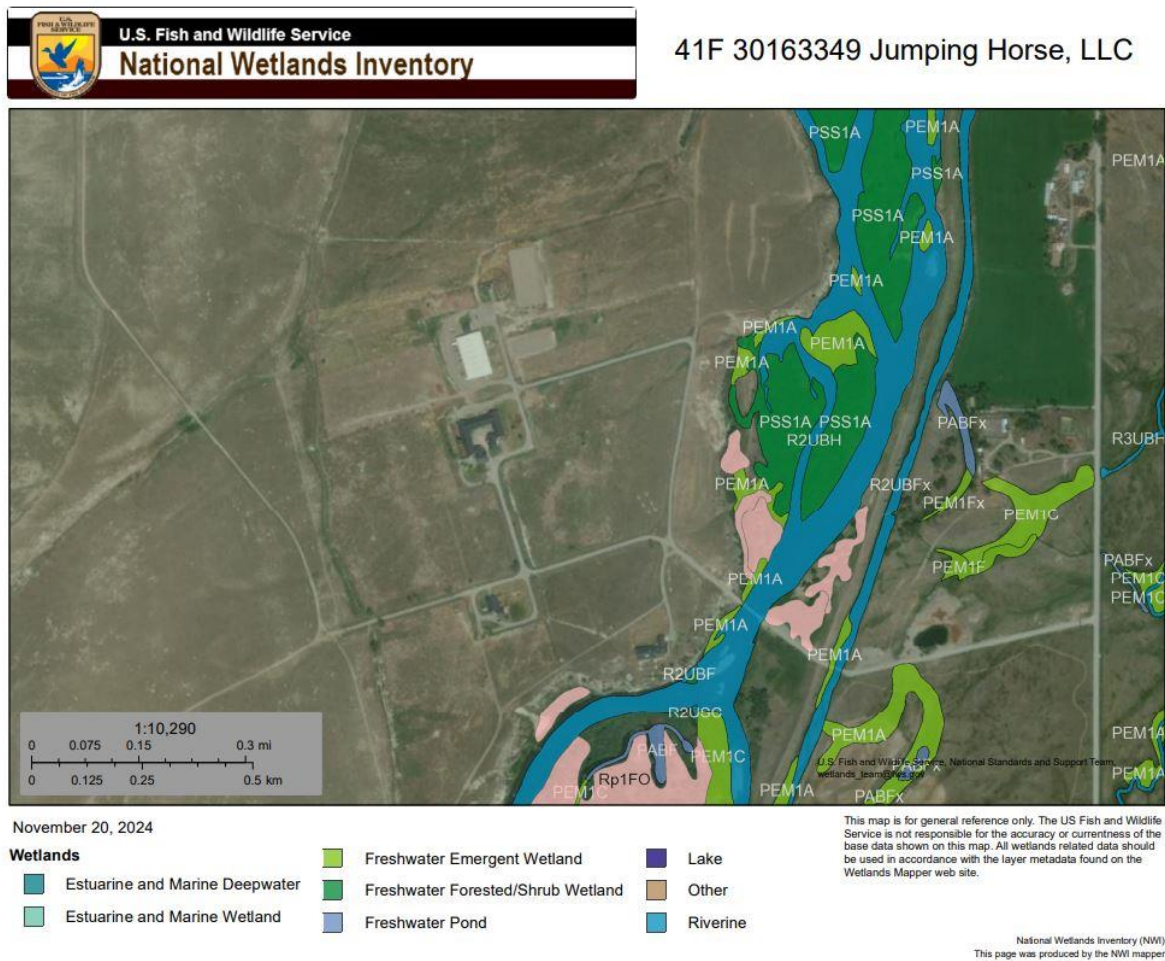 U.S.
FISH & WILDLIFE
SERVICE
U.S. Fish and Wildlife Service
National Wetlands Inventory
41F 30163349 Jumping Horse, LLC
PSS1A
PEM1A
PEM1A
PSS1A
PSS1A
PEM1A
PEM1A
PEM1A
PEM1A
PEM1A
PSS1A
PSS1A
PABFx
R2UBH
R3UBH
PEM1A
R2UBFx
PEM1Fx
PEM1C
PABFx
PEM1F
PEM1A
PEM1C
PEM1C
PEM1A
PEM1A
R2UBF
R2USC
PEM1A
PEM1A
PABF
PEM1C
U.S. Fish and Wildlife Service, National Standards and Support Team,
wetlands_team@fws.gov
PABFx
PEM1A
Rp1FO
PEM1C
PEM1A
PABFx
1:10,290
0 0.075 0.15 0.3 mi
0 0.125 0.25 0.5 km
November 20, 2024
Wetlands
Estuarine and Marine Deepwater
Estuarine and Marine Wetland
Freshwater Emergent Wetland
Freshwater Forested/Shrub Wetland
Freshwater Pond
Lake
Other
Riverine
This map is for general reference only. The US Fish and Wildlife
Service is not responsible for the accuracy or currentness of the
base data shown on this map. All wetlands related data should
be used in accordance with the layer metadata found on the
Wetlands Mapper web site.
National Wetlands Inventory (NWI)
This page was produced by the NWI mapper